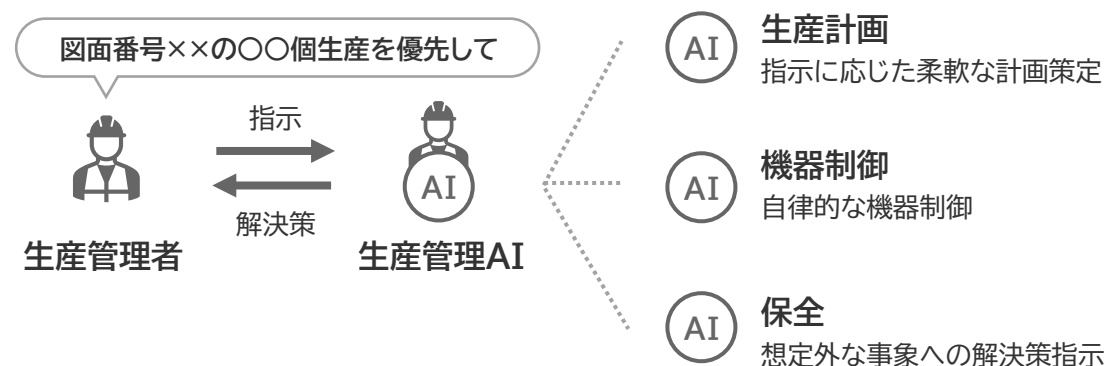 図面番号××の〇〇個生産を優先して
指示
解決策
生産管理者
AI
生産管理AI
AI
生産計画
指示に応じた柔軟な計画策定
AI
機器制御
自律的な機器制御
AI
保全
想定外な事象への解決策指示